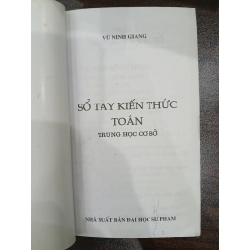 VŨ NINH GIANG
SỔ TAY KIẾN THỨC
TOÁN
TRUNG HỌC CƠ SỞ
NHÀ XUẤT BẢN ĐẠI HỌC SƯ PHẠM